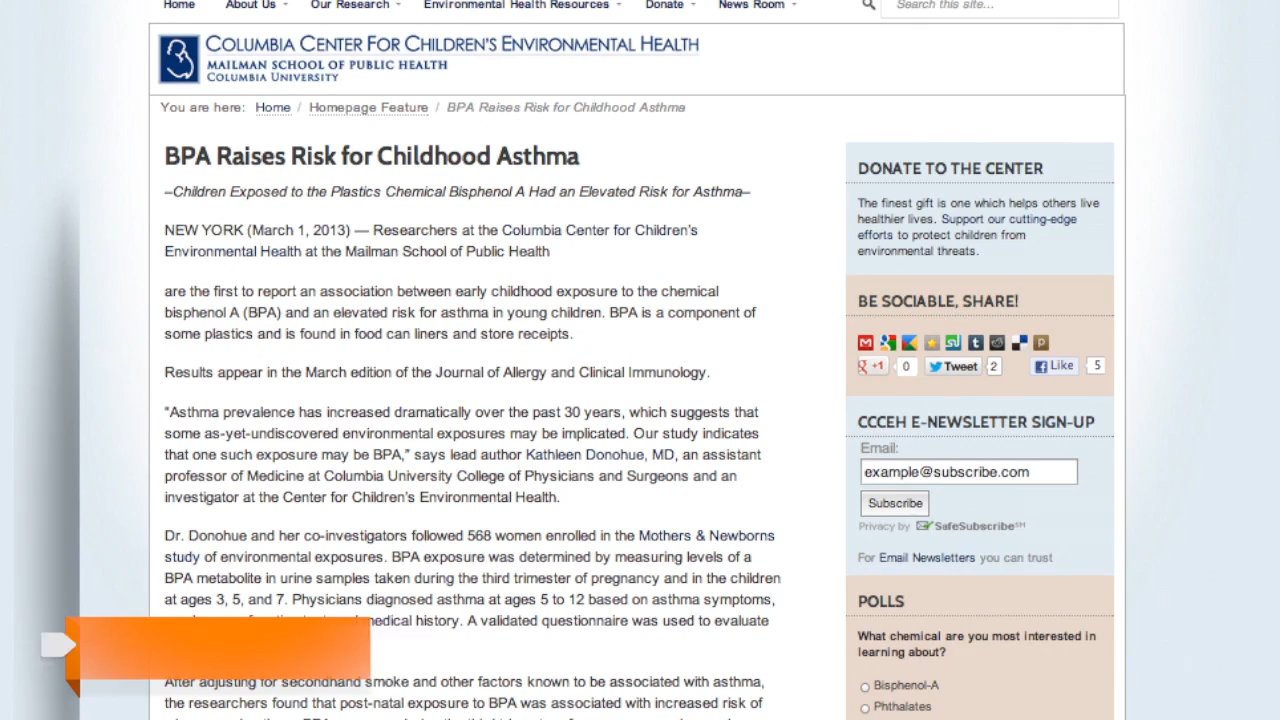 Home About Us Our Research Environmental Health Resources Donate News Room Search this site...
COLUMBIA CENTER FOR CHILDREN'S ENVIRONMENTAL HEALTH
MAILMAN SCHOOL OF PUBLIC HEALTH
COLUMBIA UNIVERSITY
You are here: Home / Homepage Feature / BPA Raises Risk for Childhood Asthma
BPA Raises Risk for Childhood Asthma
–Children Exposed to the Plastics Chemical Bisphenol A Had an Elevated Risk for Asthma–
NEW YORK (March 1, 2013) — Researchers at the Columbia Center for Children's
Environmental Health at the Mailman School of Public Health
are the first to report an association between early childhood exposure to the chemical
bisphenol A (BPA) and an elevated risk for asthma in young children. BPA is a component of
some plastics and is found in food can liners and store receipts.
Results appear in the March edition of the Journal of Allergy and Clinical Immunology.
"Asthma prevalence has increased dramatically over the past 30 years, which suggests that
some as-yet-undiscovered environmental exposures may be implicated. Our study indicates
that one such exposure may be BPA," says lead author Kathleen Donohue, MD, an assistant
professor of Medicine at Columbia University College of Physicians and Surgeons and an
investigator at the Center for Children's Environmental Health.
Dr. Donohue and her co-investigators followed 568 women enrolled in the Mothers & Newborns
study of environmental exposures. BPA exposure was determined by measuring levels of a
BPA metabolite in urine samples taken during the third trimester of pregnancy and in the children
at ages 3, 5, and 7. Physicians diagnosed asthma at ages 5 to 12 based on asthma symptoms,
medical history. A validated questionnaire was used to evaluate
After adjusting for secondhand smoke and other factors known to be associated with asthma,
the researchers found that post-natal exposure to BPA was associated with increased risk of
DONATE TO THE CENTER
The finest gift is one which helps others live
healthier lives. Support our cutting-edge
efforts to protect children from
environmental threats.
BE SOCIABLE, SHARE!
+1 0 Tweet 2 Like 5
CCCEH E-NEWSLETTER SIGN-UP
Email:
example@subscribe.com
Subscribe
Privacy by SafeSubscribe℠
For Email Newsletters you can trust
POLLS
What chemical are you most interested in
learning about?
Bisphenol-A
Phthalates